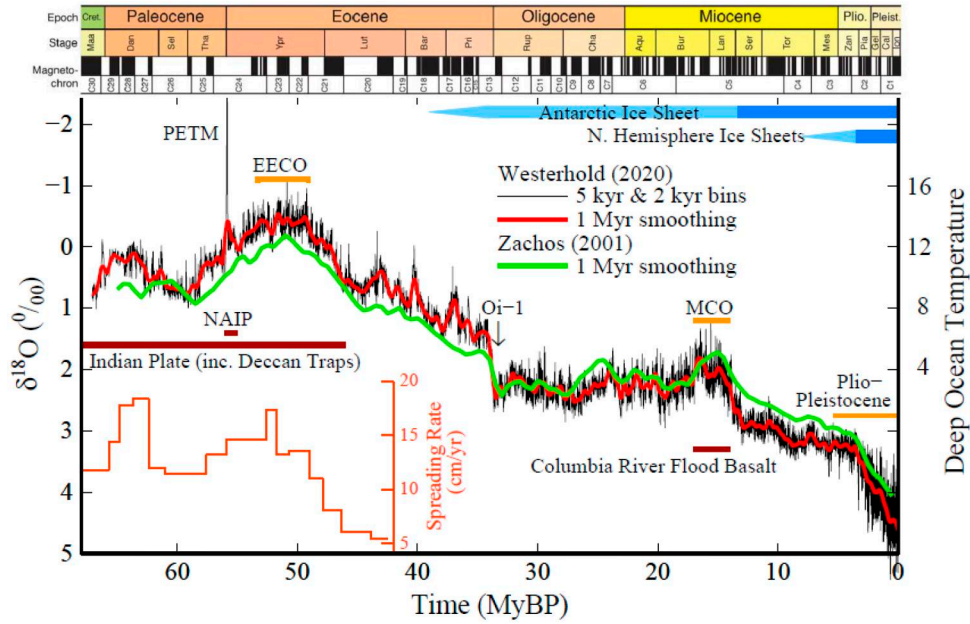 Epoch Cret. Paleocene Eocene Oligocene Miocene Plio. Pleist.
Stage Maa Dan Sel Tha Ypr Lut Bar Pri Rup Cha Aqu Bur Lan Ser Tor Mes Zan Pia Gel Cal Ion
Magneto-
chron C30 C29 C28 C27 C26 C25 C24 C23 C22 C21 C20 C19 C18 C17 C16 C13 C12 C11 C10 C9 C8 C7 C6 C5 C4 C3 C2 C1
−2
−1
0
1
2
3
4
5
δ¹⁸O (⁰/₀₀)
PETM
EECO
Antarctic Ice Sheet
N. Hemisphere Ice Sheets
Westerhold (2020)
5 kyr & 2 kyr bins
1 Myr smoothing
Zachos (2001)
1 Myr smoothing
16
12
8
4
Deep Ocean Temperature
NAIP
Indian Plate (inc. Deccan Traps)
Oi−1
MCO
Plio−
Pleistocene
Columbia River Flood Basalt
20
15
10
5
Spreading Rate
(cm/yr)
60 50 40 30 20 10 0
Time (MyBP)